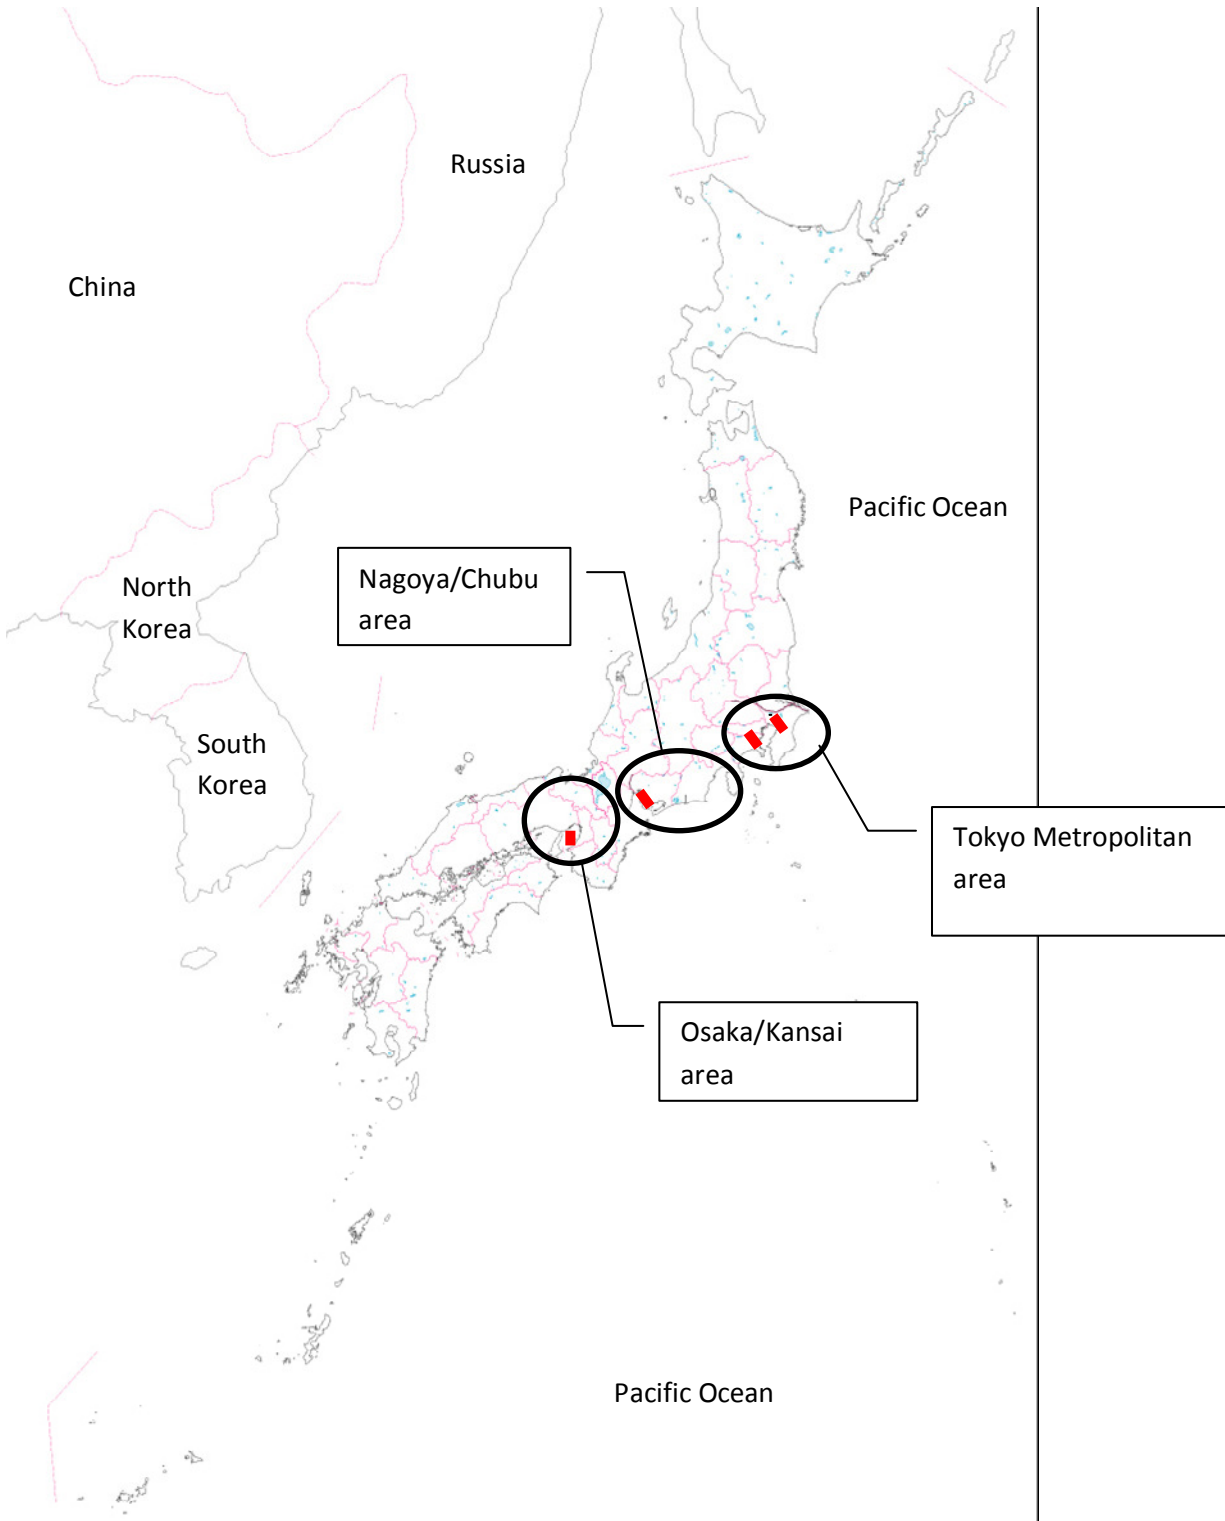 Russia
China
Pacific Ocean
Nagoya/Chubu
area
North
Korea
South
Korea
Tokyo Metropolitan
area
Osaka/Kansai
area
Pacific Ocean